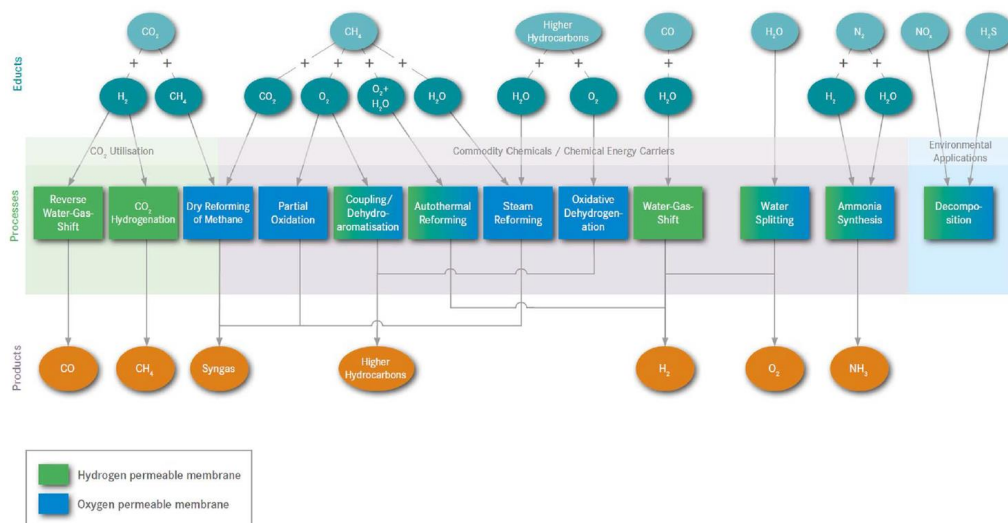 Educts
CO₂
CH₄
Higher
Hydrocarbons
CO
H₂O
N₂
NOₓ
H₂S
+ + + + + + + + + + +
H₂
CH₄
CO₂
O₂
O₂+
H₂O
H₂O
H₂O
O₂
H₂O
H₂
H₂O
CO₂ Utilisation
Commodity Chemicals / Chemical Energy Carriers
Environmental
Applications
Processes
Reverse
Water-Gas-
Shift
CO₂
Hydrogenation
Dry Reforming
of Methane
Partial
Oxidation
Coupling/
Dehydro-
aromatisation
Autothermal
Reforming
Steam
Reforming
Oxidative
Dehydrogen-
ation
Water-Gas-
Shift
Water
Splitting
Ammonia
Synthesis
Decompo-
sition
Products
CO
CH₄
Syngas
Higher
Hydrocarbons
H₂
O₂
NH₃
Hydrogen permeable membrane
Oxygen permeable membrane